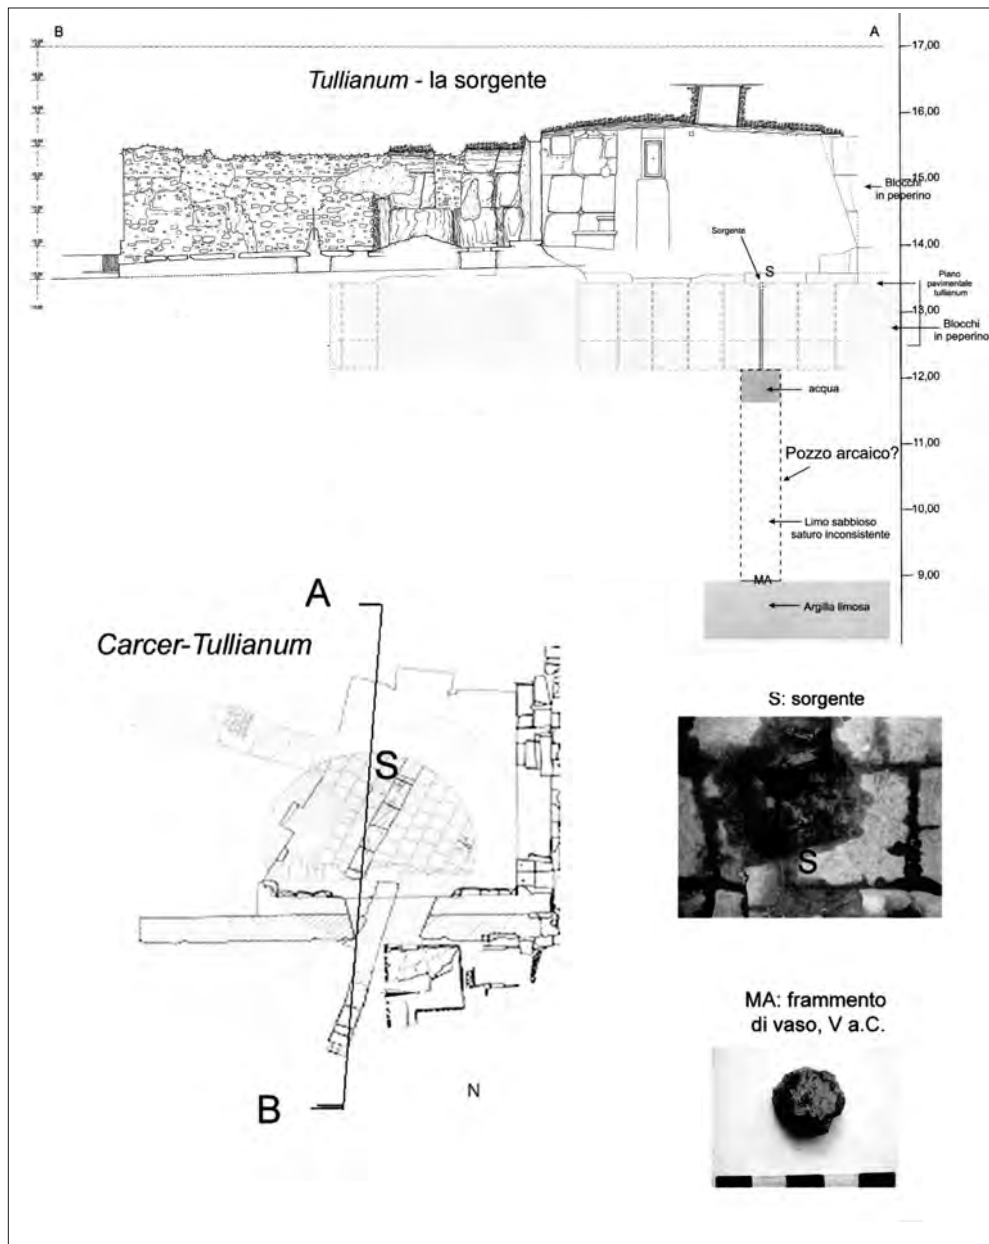 B
A
17,00
Tullianum - la sorgente
16,00
15,00
Blocchi
in peperino
14,00
Sorgente
S
Piano
pavimentale
tullianum
13,00
Blocchi
in peperino
12,00
acqua
11,00
Pozzo arcaico?
10,00
Limo sabbioso
saturo inconsistente
9,00
MA
Argilla limosa
A
Carcer-Tullianum
S
B
N
S: sorgente
S
MA: frammento
di vaso, V a.C.